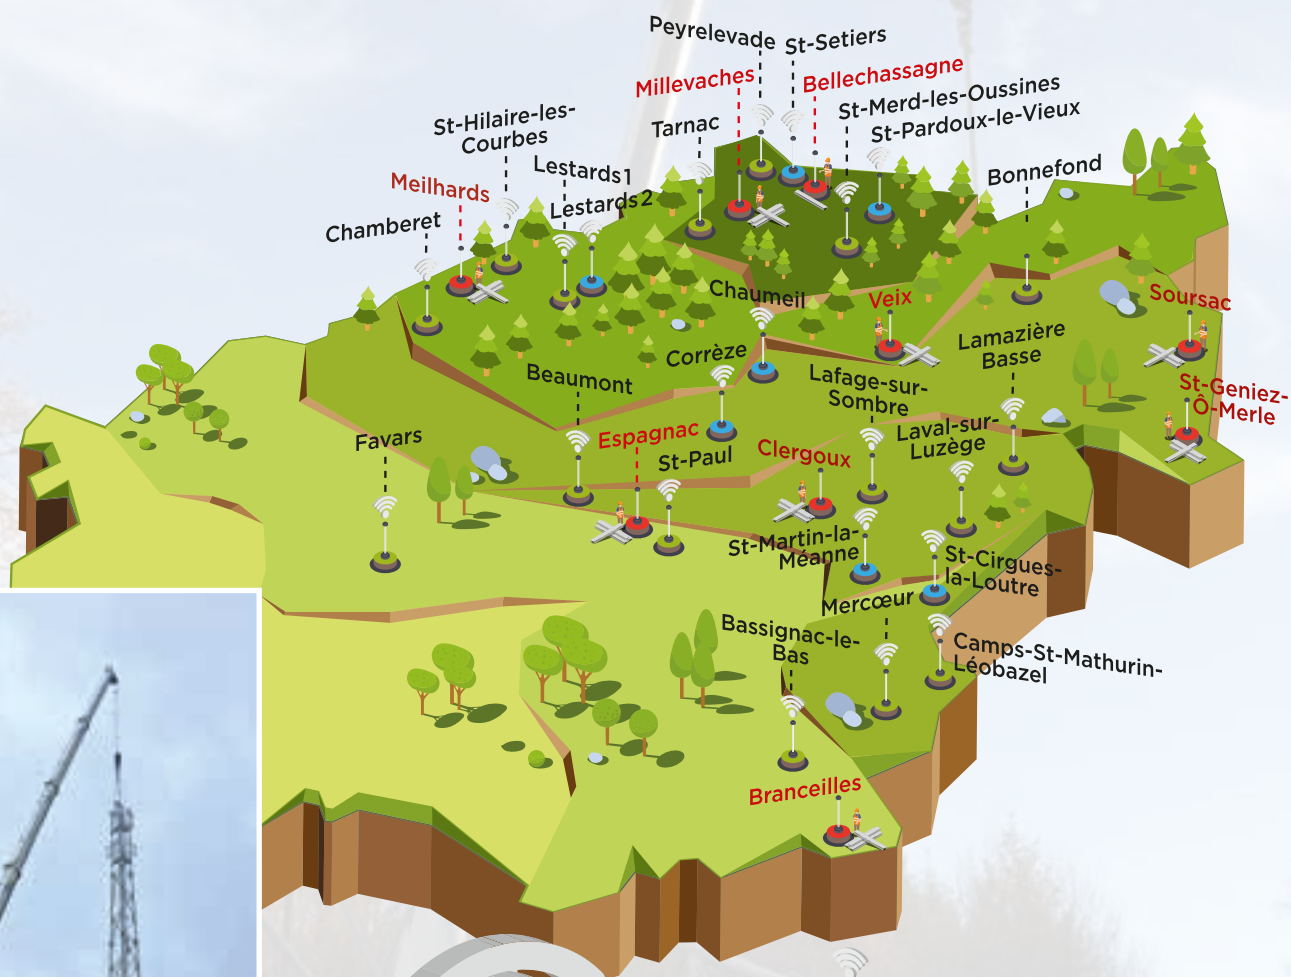 Peyrelevade
St-Setiers
Millevaches
Bellechassagne
St-Merd-les-Oussines
St-Pardoux-le-Vieux
Tarnac
St-Hilaire-les-
Courbes
Lestards1
Lestards2
Bonnefond
Meilhards
Chamberet
Chaumeil
Veix
Soursac
Lamazière
Basse
Corrèze
Beaumont
Lafage-sur-
Sombre
St-Geniez-
Ô-Merle
Laval-sur-
Luzège
Favars
Espagnac
St-Paul
Clergoux
St-Martin-la-
Méanne
St-Cirgues-
la-Loutre
Mercœur
Bassignac-le-
Bas
Camps-St-Mathurin-
Léobazel
Branceilles